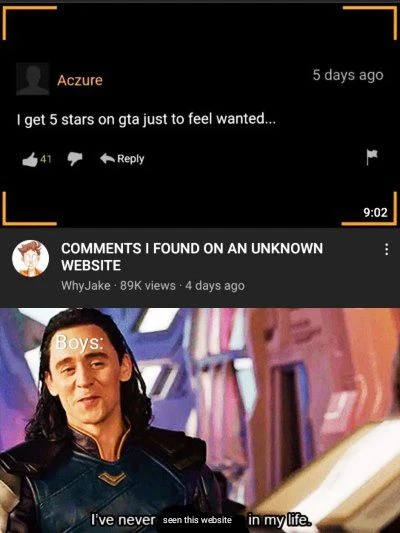 Aczure
5 days ago
I get 5 stars on gta just to feel wanted...
41
Reply
9:02
COMMENTS I FOUND ON AN UNKNOWN
WEBSITE
WhyJake · 89K views · 4 days ago
Boys:
I've never seen this website in my life.